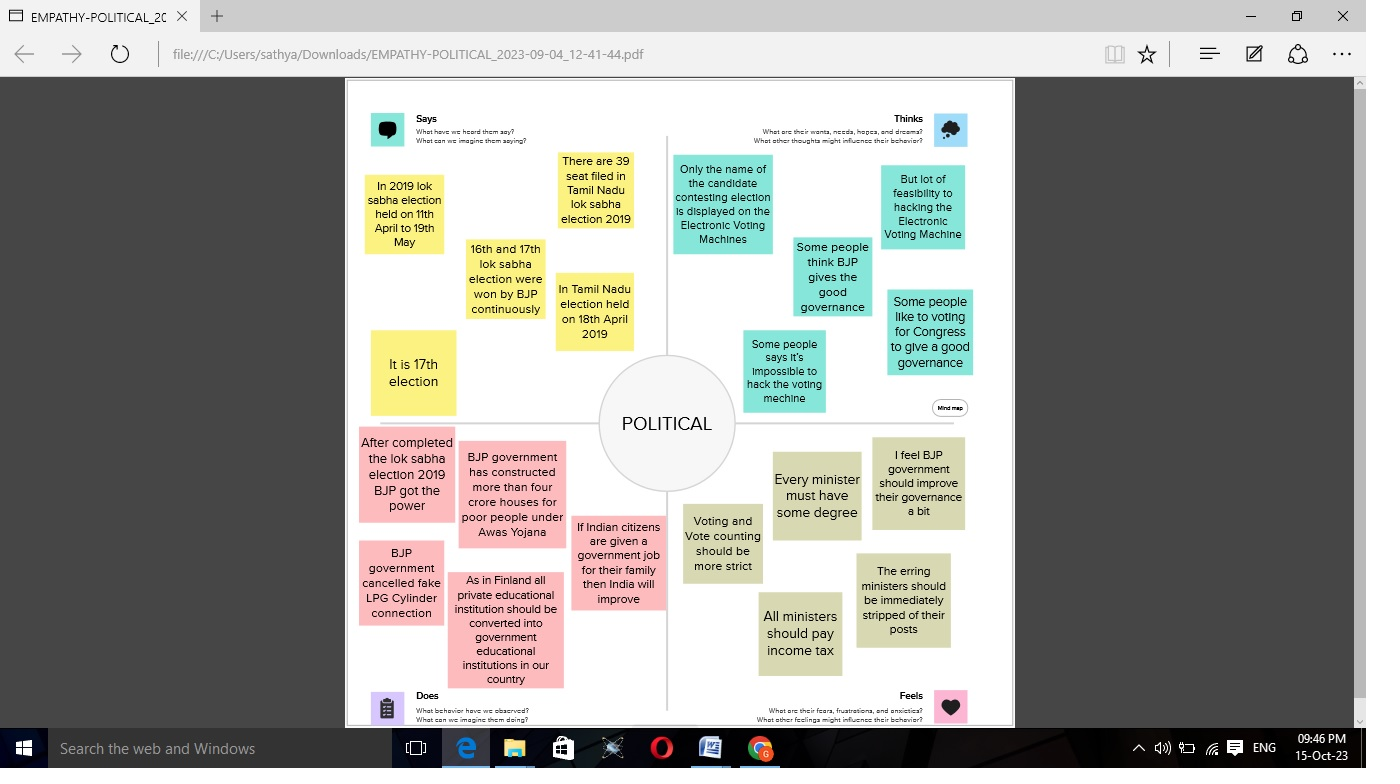 EMPATHY-POLITICAL_20
file:///C:/Users/sathya/Downloads/EMPATHY-POLITICAL_2023-09-04_12-41-44.pdf
Says
What have we heard them say?
What can we imagine them saying?
Thinks
What are their wants, needs, hopes, and dreams?
What other thoughts might influence their behavior?
In 2019 lok
sabha election
held on 11th
April to 19th
May
There are 39
seat filed in
Tamil Nadu
lok sabha
election 2019
16th and 17th
lok sabha
election were
won by BJP
continuously
In Tamil Nadu
election held
on 18th April
2019
It is 17th
election
Only the name of
the candidate
contesting election
is displayed on the
Electronic Voting
Machines
But lot of
feasibility to
hacking the
Electronic
Voting Machine
Some people
think BJP
gives the
good
governance
Some people
like to voting
for Congress
to give a good
governance
Some people
says it's
impossible to
hack the voting
mechine
Mind map
POLITICAL
After completed
the lok sabha
election 2019
BJP got the
power
BJP government
has constructed
more than four
crore houses for
poor people under
Awas Yojana
If Indian citizens
are given a
government job
for their family
then India will
improve
BJP
government
cancelled fake
LPG Cylinder
connection
As in Finland all
private educational
institution should be
converted into
government
educational
institutions in our
country
Every minister
must have
some degree
I feel BJP
government
should improve
their governance
a bit
Voting and
Vote counting
should be
more strict
The erring
ministers should
be immediately
stripped of their
posts
All ministers
should pay
income tax
Does
What behavior have we observed?
What can we imagine them doing?
Feels
What are their fears, frustrations, and anxieties?
What other feelings might influence their behavior?
Search the web and Windows
ENG
09:46 PM
15-Oct-23